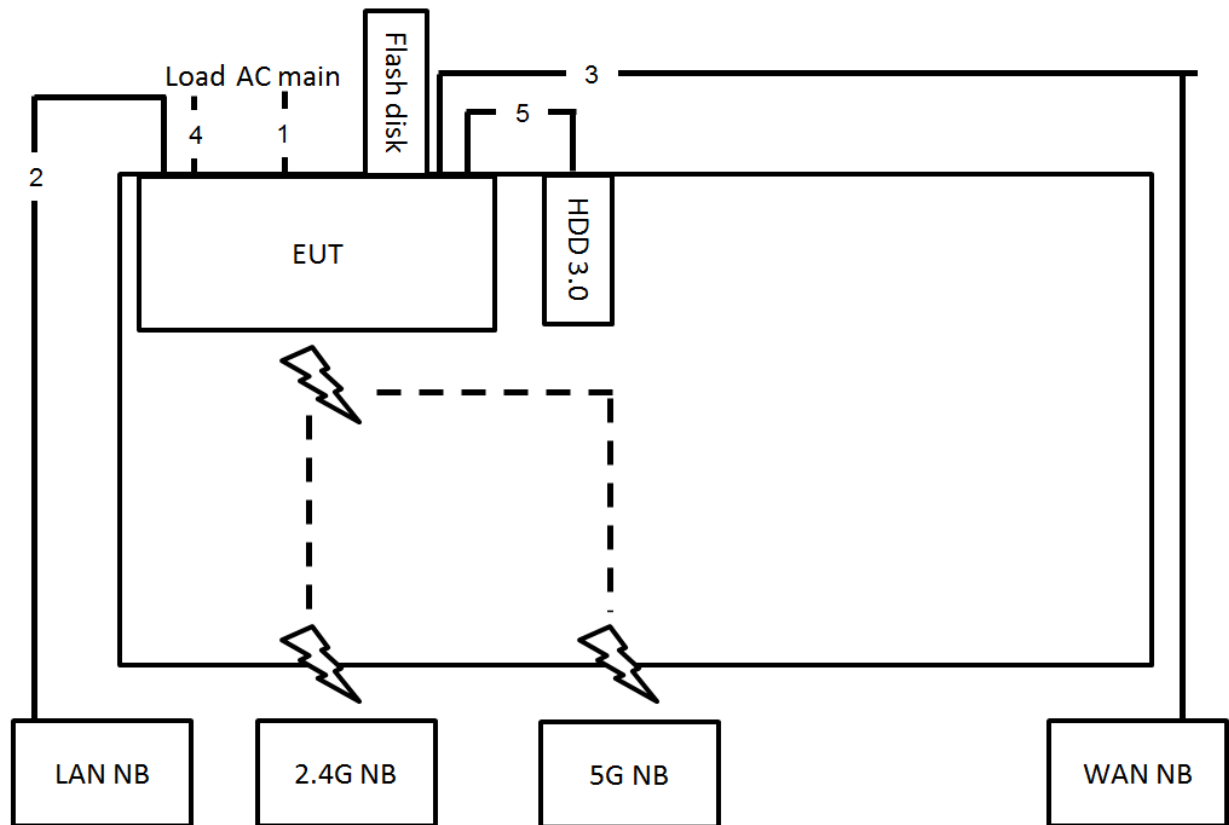 Flash disk
3
Load AC main
5
4
1
2
EUT
HDD 3.0
LAN NB
2.4G NB
5G NB
WAN NB